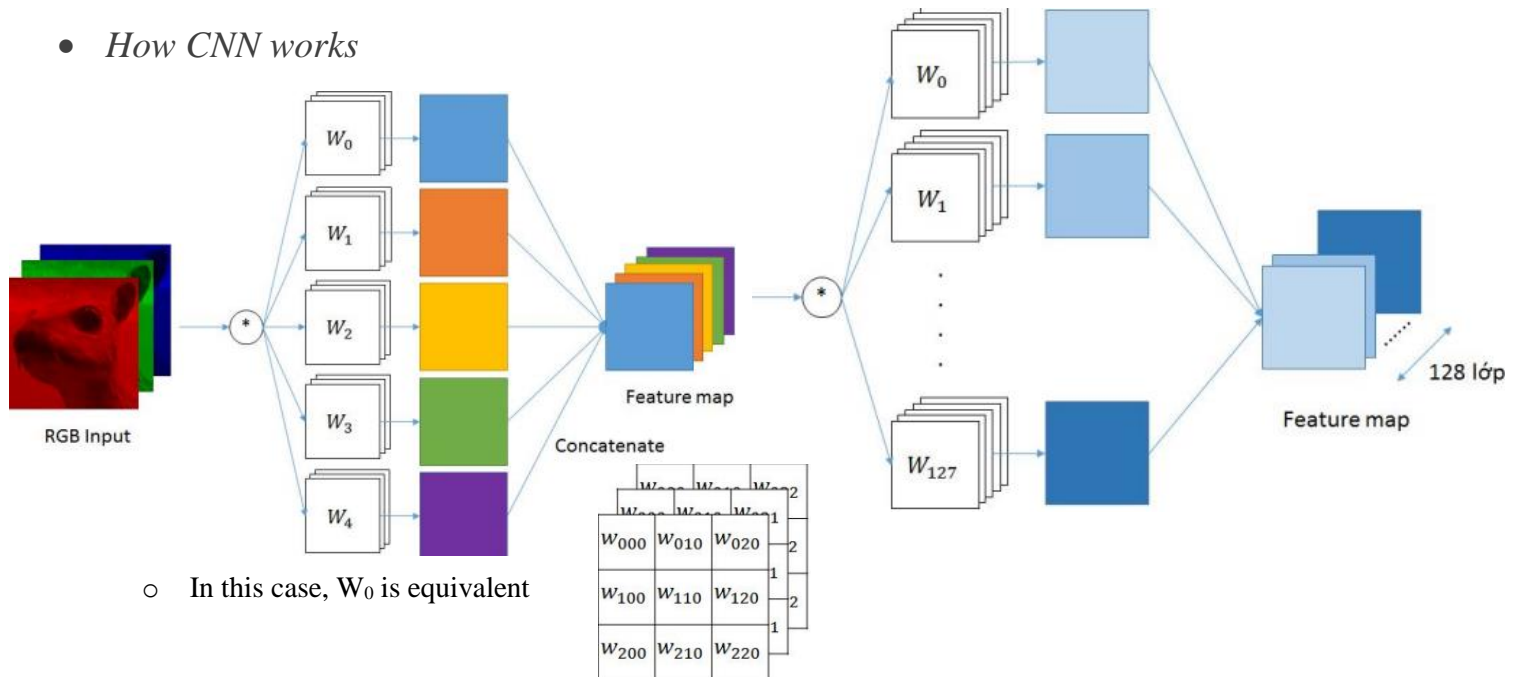 • How CNN works
W₀
W₁
W₂
W₃
W₄
*
RGB Input
Feature map
Concatenate
*
W₀
W₁
W₁₂₇
128 lớp
Feature map
○ In this case, W₀ is equivalent
w₀₀₀ w₀₁₀ w₀₂₀
w₁₀₀ w₁₁₀ w₁₂₀
w₂₀₀ w₂₁₀ w₂₂₀